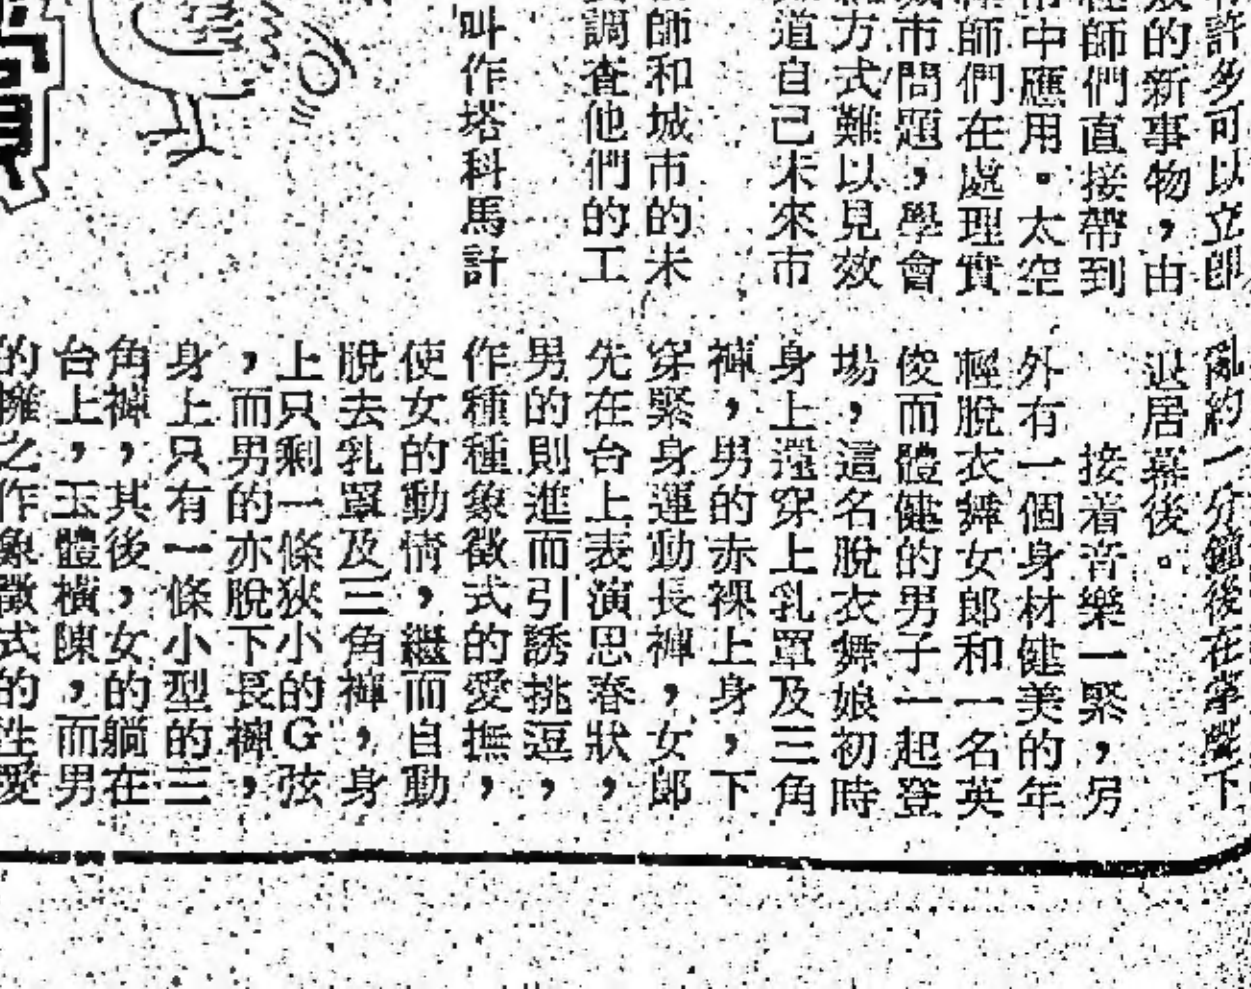 許多可以立即
的新事物，由
師們直接帶到
中應用。太空
師們在處理實
市問題，學會
方式難以見效
道自己未來市
師和城市的未
調查他們的工
叫作塔科馬計
亂約一分鐘後在掌聲下
退居幕後。
接着音樂一緊，另
外有一個身材健美的年
輕脫衣舞女郎和一名英
俊而體健的男子一起登
場，這名脫衣舞娘初時
身上還穿上乳罩及三角
褲，男的赤裸上身，下
穿緊身運動長褲，女郎
先在台上表演思春狀，
男的則進而引誘挑逗，
作種種象徵式的愛撫，
使女的動情，繼而自動
脫去乳罩及三角褲，身
上只剩一條狹小的G弦
，而男的亦脫下長褲，
身上只有一條小型的三
角褲，其後，女的躺在
台上，玉體橫陳，而男
的擁之作象徵式的性愛